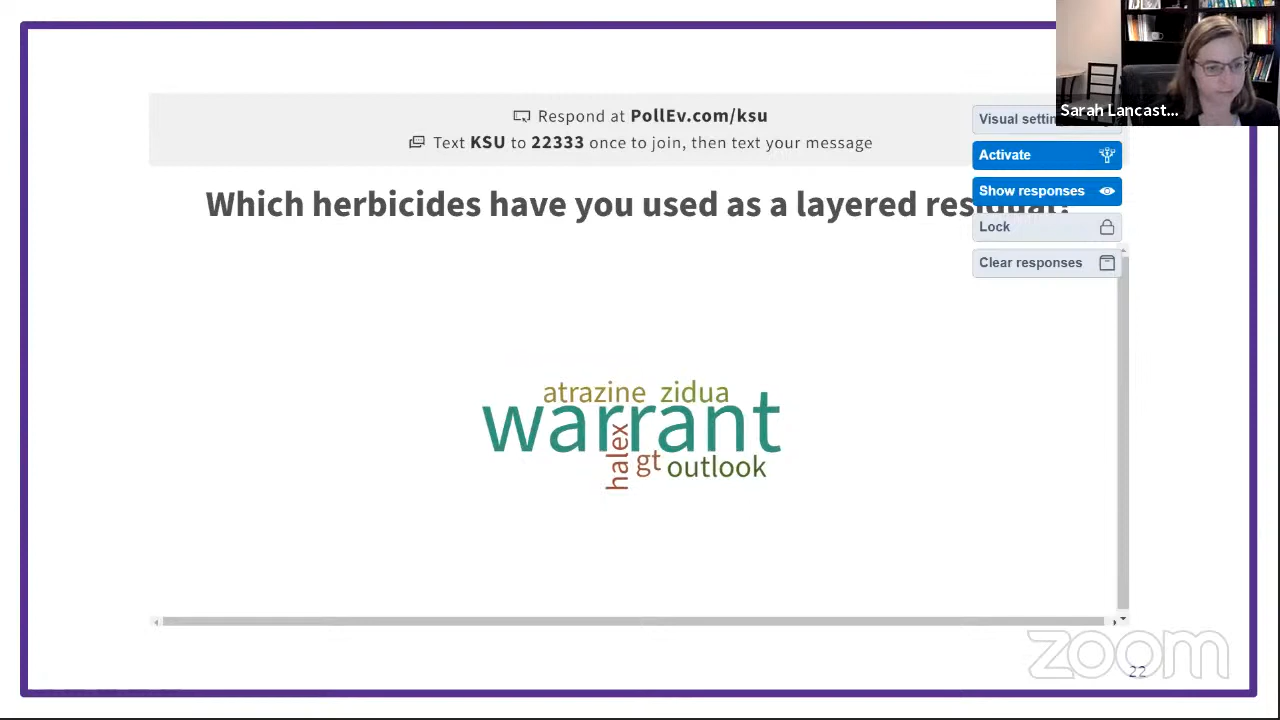 Respond at PollEv.com/ksu
Text KSU to 22333 once to join, then text your message
Which herbicides have you used as a layered residual?
Visual settin
Sarah Lancast...
Activate
Show responses
Lock
Clear responses
atrazine zidua
warrant
halex
gt
outlook
zoom
22